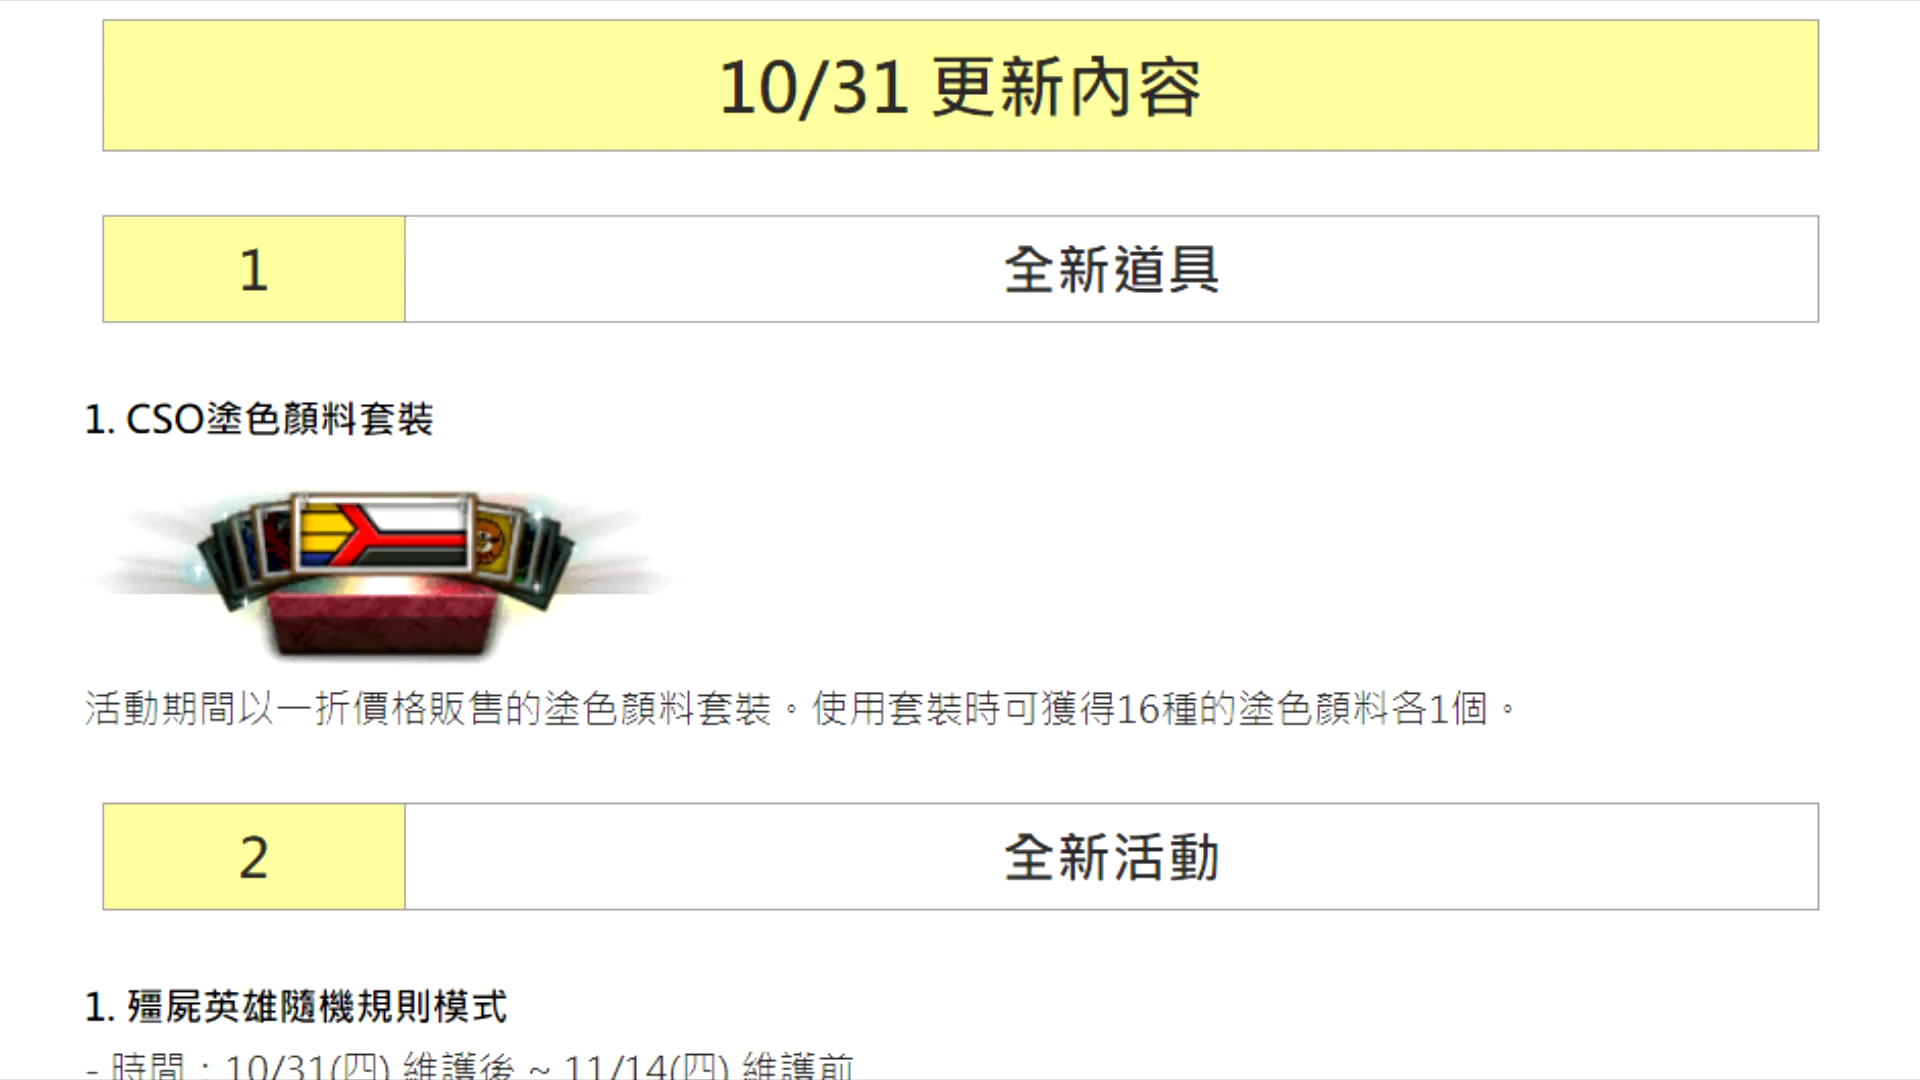 10/31 更新內容
1
全新道具
1. CSO塗色顏料套裝
活動期間以一折價格販售的塗色顏料套裝。使用套裝時可獲得16種的塗色顏料各1個。
2
全新活動
1. 殭屍英雄隨機規則模式
- 時間：10/31(四) 維護後 ~ 11/14(四) 維護前